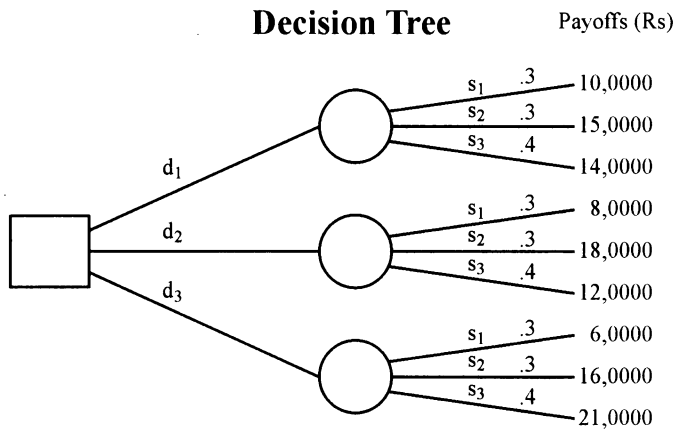 Decision Tree
Payoffs (Rs)
s1 .3 10,0000
s2 .3 15,0000
s3 .4 14,0000
d1
s1 .3 8,0000
d2
s2 .3 18,0000
s3 .4 12,0000
d3
s1 .3 6,0000
s2 .3 16,0000
s3 .4 21,0000